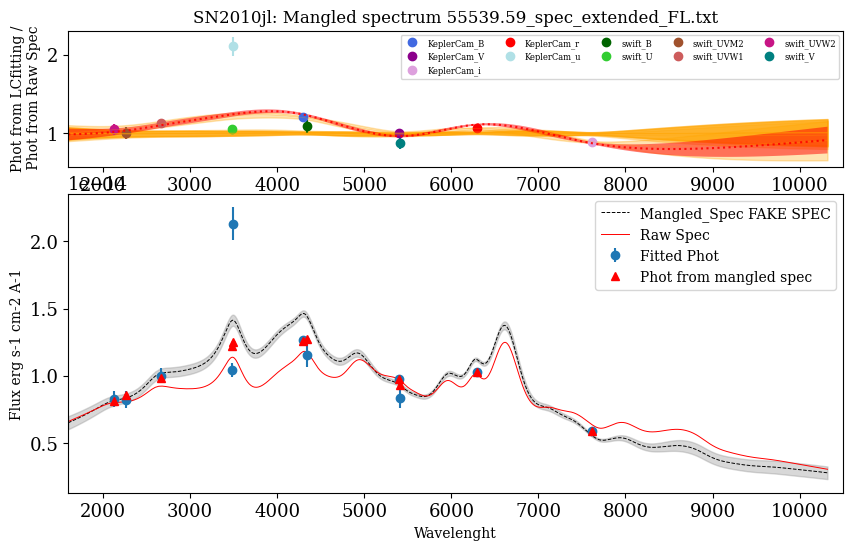 SN2010jl: Mangled spectrum 55539.59_spec_extended_FL.txt
Phot from LCfitting /
Phot from Raw Spec
2
1
KeplerCam_B KeplerCam_r swift_B swift_UVM2 swift_UVW2
KeplerCam_V KeplerCam_u swift_U swift_UVW1 swift_V
KeplerCam_i
2000 3000 4000 5000 6000 7000 8000 9000 10000
1e−14
Flux erg s-1 cm-2 A-1
2.0
1.5
1.0
0.5
Mangled_Spec FAKE SPEC
Raw Spec
Fitted Phot
Phot from mangled spec
2000 3000 4000 5000 6000 7000 8000 9000 10000
Wavelenght